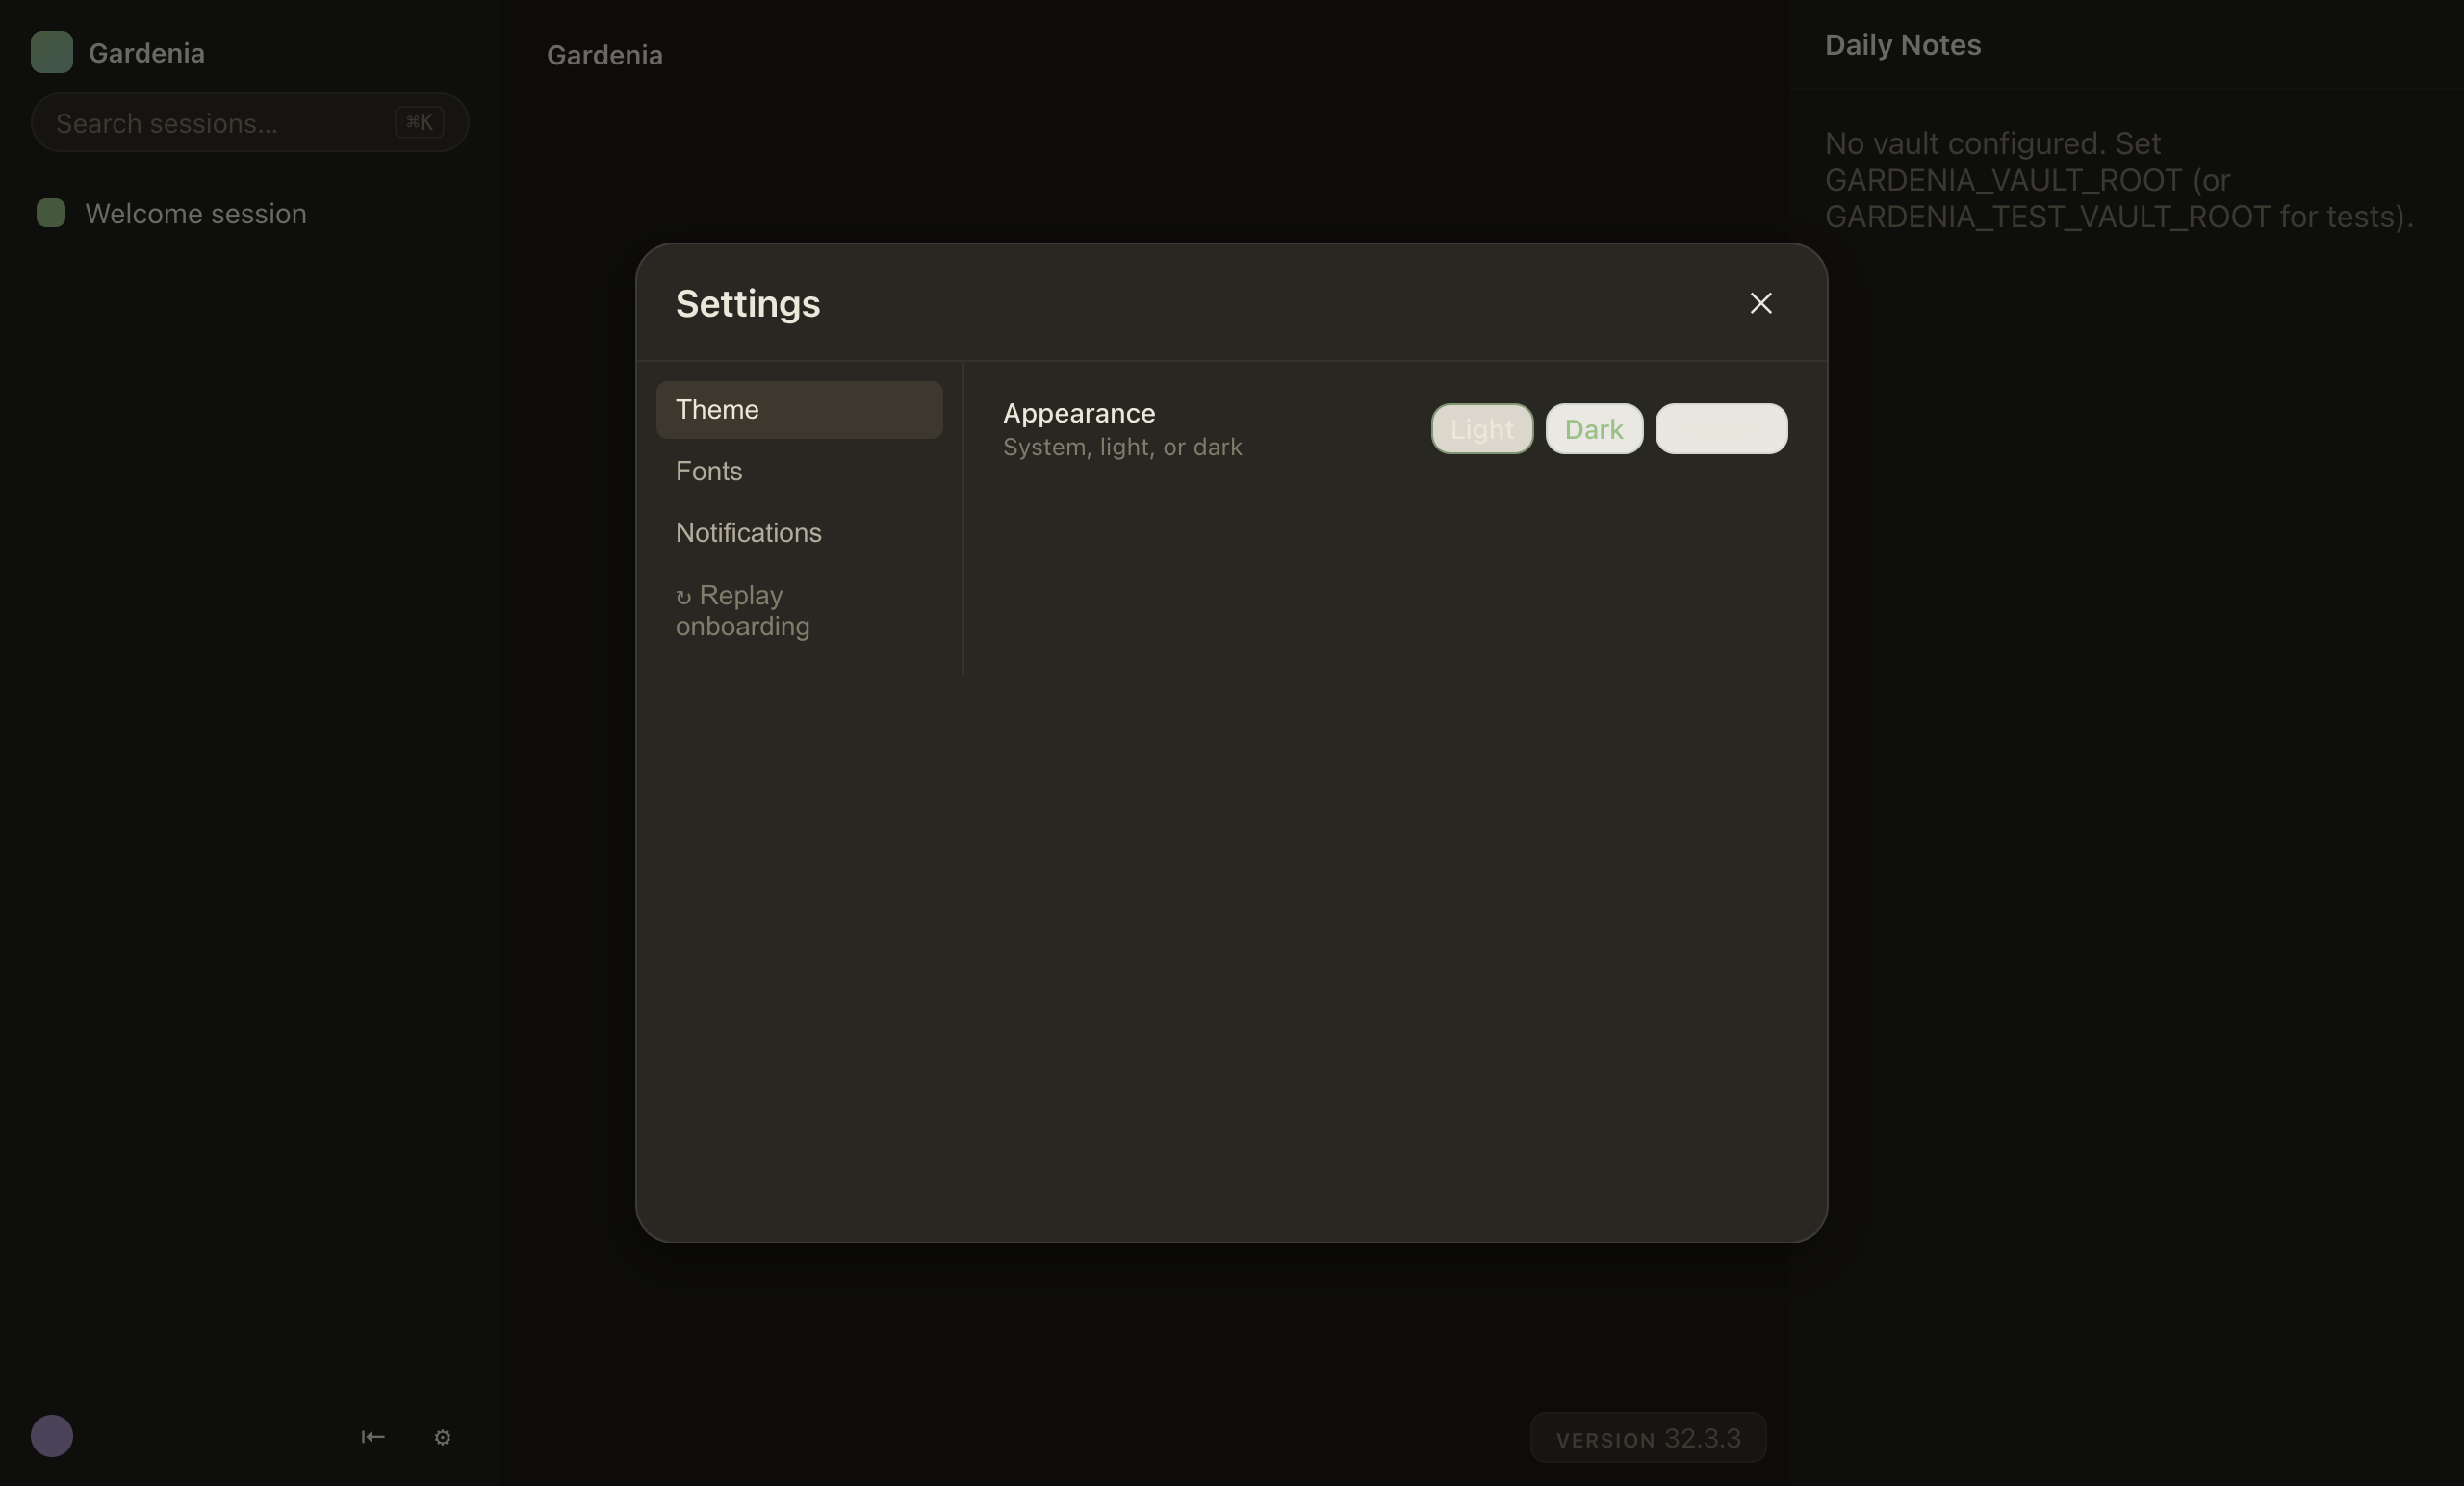 Gardenia
Search sessions...
⌘K
Welcome session
Gardenia
Daily Notes
No vault configured. Set
GARDENIA_VAULT_ROOT (or
GARDENIA_TEST_VAULT_ROOT for tests).
Settings
Theme
Fonts
Notifications
↻ Replay
onboarding
Appearance
System, light, or dark
Light
Dark
VERSION 32.3.3